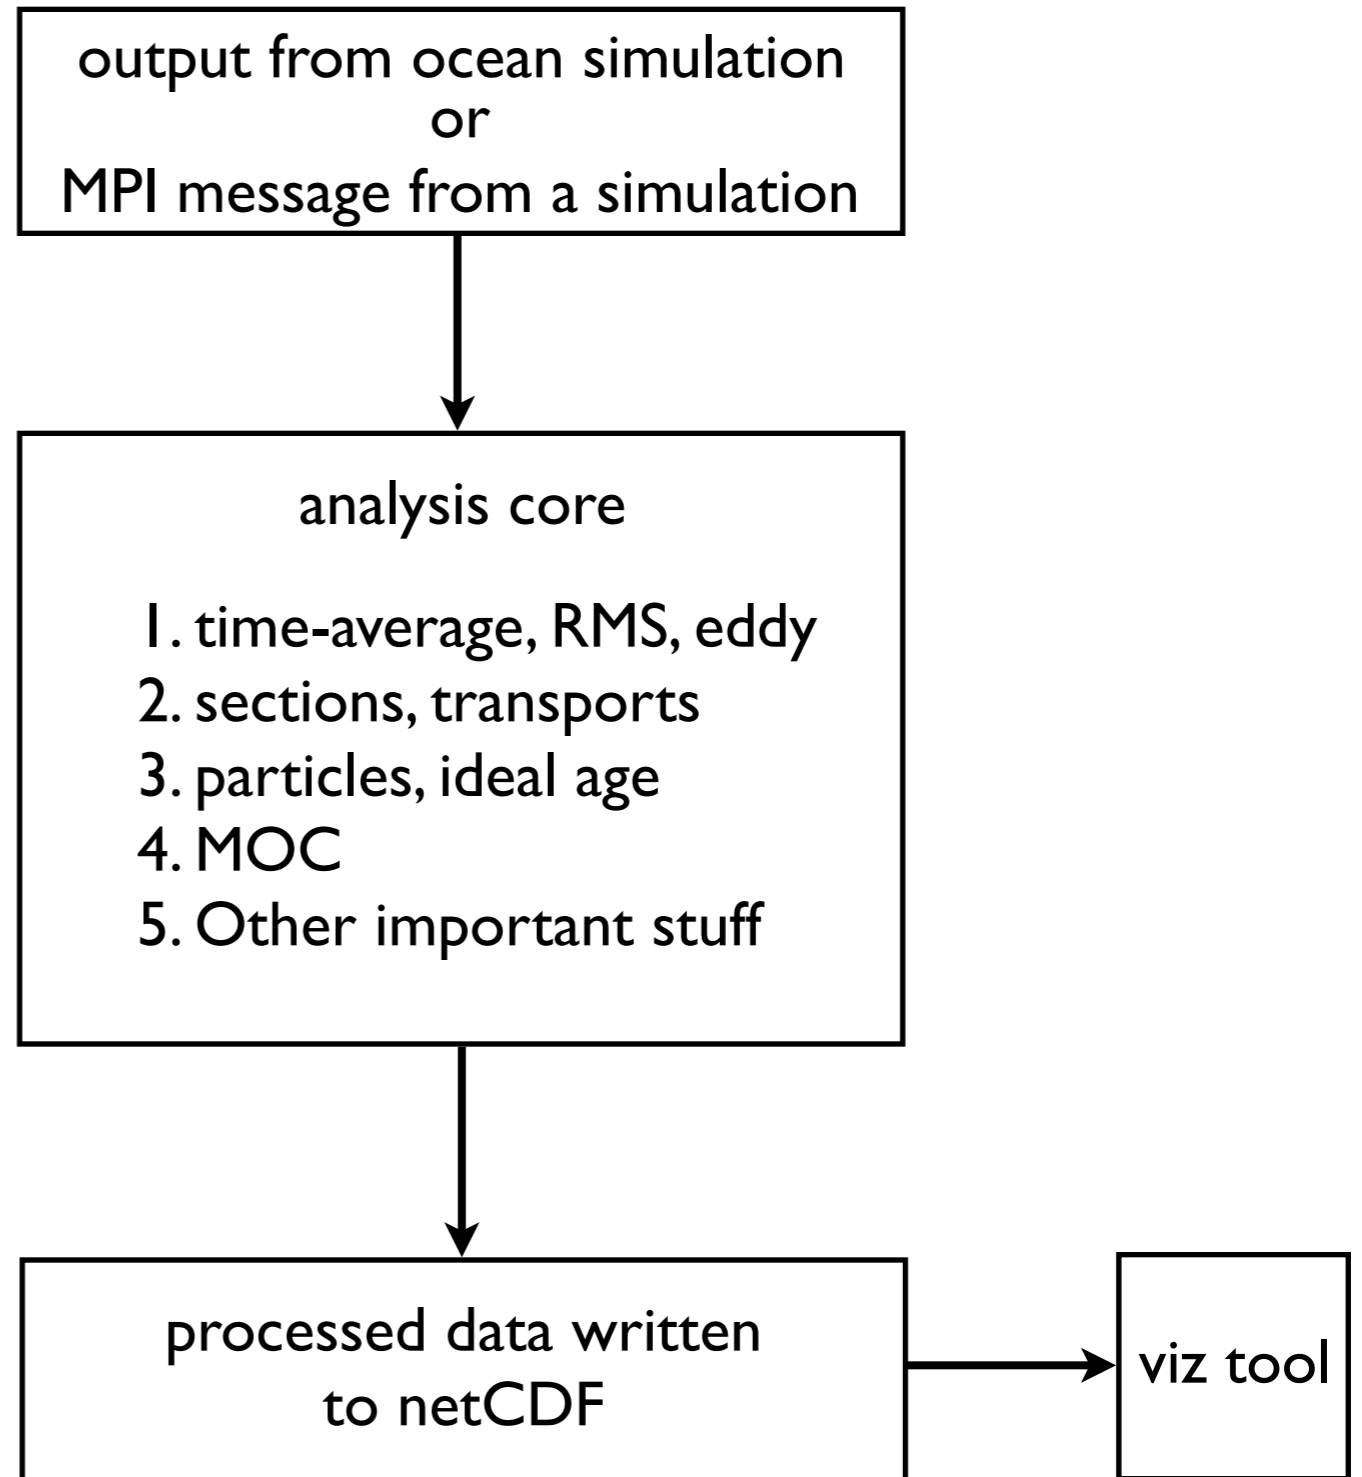 output from ocean simulation
or
MPI message from a simulation
analysis core
1. time-average, RMS, eddy
2. sections, transports
3. particles, ideal age
4. MOC
5. Other important stuff
processed data written
to netCDF
viz tool